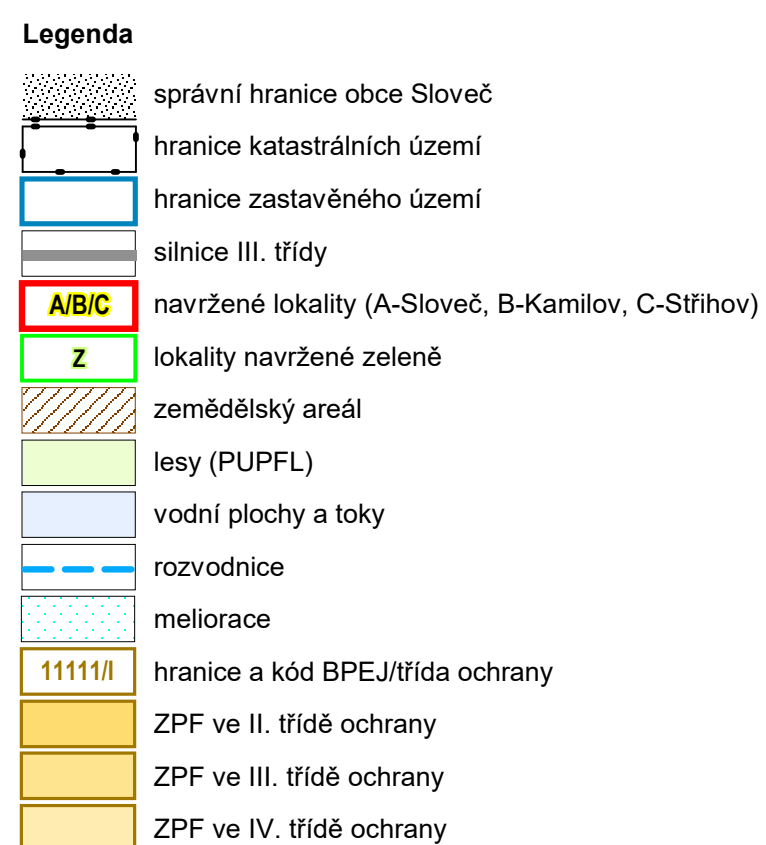 Legenda
správní hranice obce Sloveč
hranice katastrálních území
hranice zastavěného území
silnice III. třídy
A/B/C navržené lokality (A-Sloveč, B-Kamilov, C-Střihov)
Z lokality navržené zeleně
zemědělský areál
lesy (PUPFL)
vodní plochy a toky
rozvodnice
meliorace
11111/I hranice a kód BPEJ/třída ochrany
ZPF ve II. třídě ochrany
ZPF ve III. třídě ochrany
ZPF ve IV. třídě ochrany